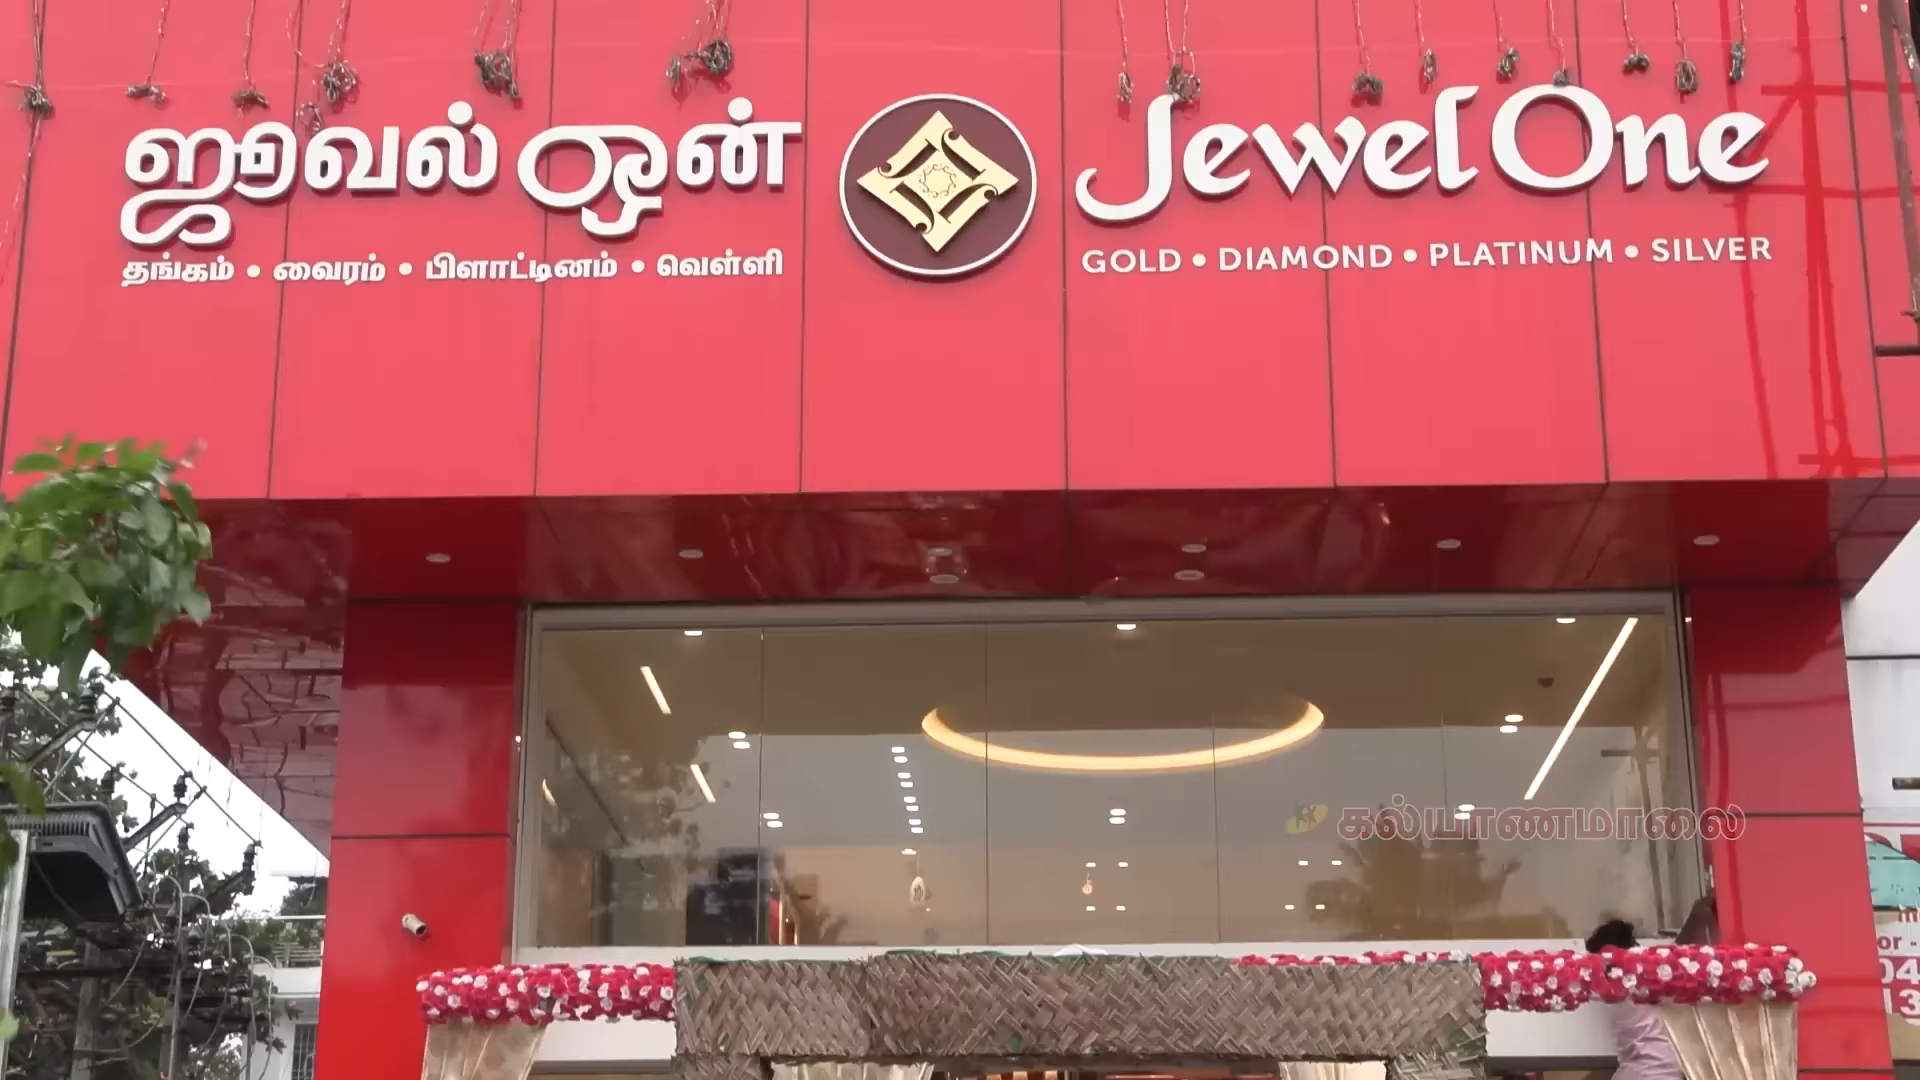 ஜூவல் ஒன்
தங்கம் • வைரம் • பிளாட்டினம் • வெள்ளி
Jewel One
GOLD • DIAMOND • PLATINUM • SILVER
கல்யாணமாலை